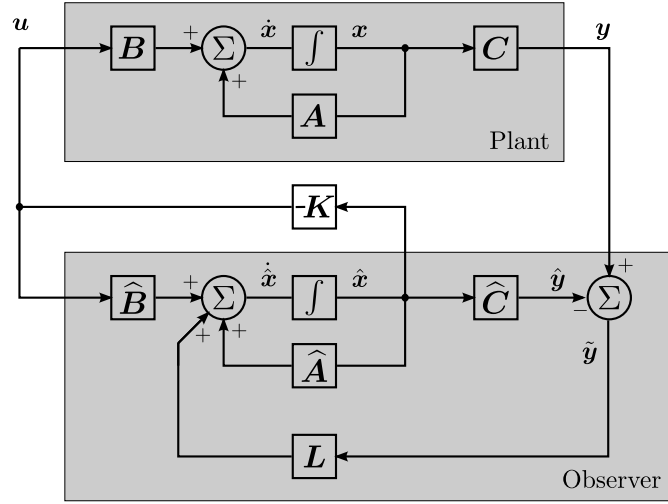 u
+
ẋ
x
y
B
Σ
∫
C
+
A
Plant
-K
+
ẋ̂
x̂
ŷ
+
B̂
Σ
∫
Ĉ
−
Σ
+
+
Â
ỹ
L
Observer